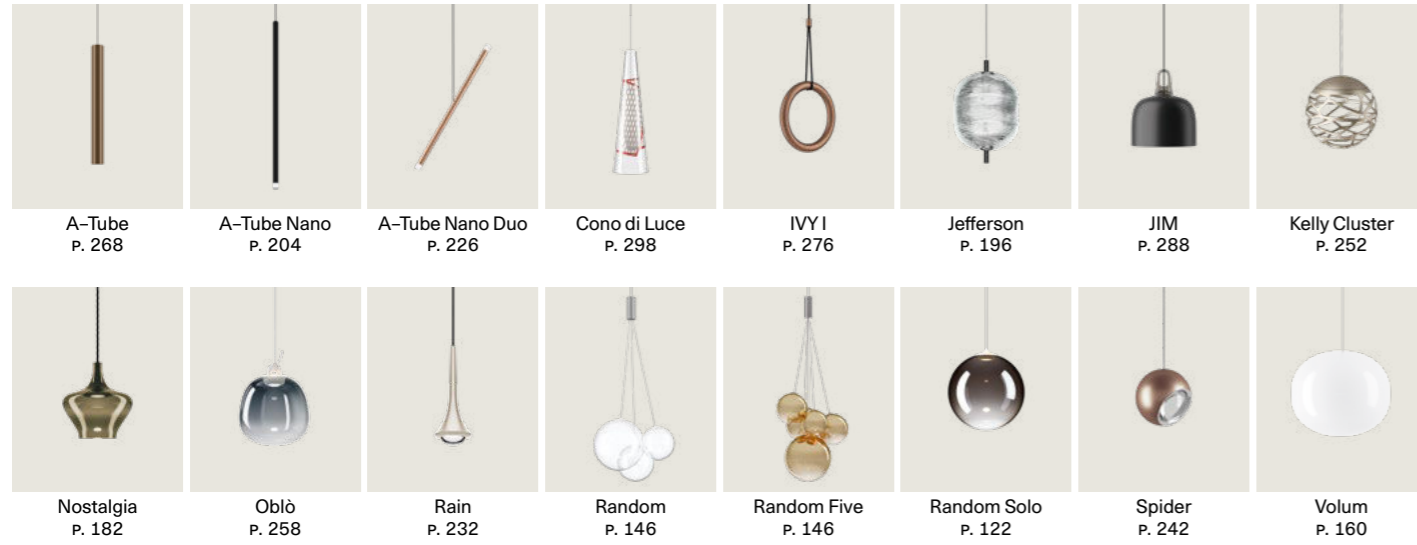 A–Tube
P. 268
A–Tube Nano
P. 204
A–Tube Nano Duo
P. 226
Cono di Luce
P. 298
IVY I
P. 276
Jefferson
P. 196
JIM
P. 288
Kelly Cluster
P. 252
Nostalgia
P. 182
Oblò
P. 258
Rain
P. 232
Random
P. 146
Random Five
P. 146
Random Solo
P. 122
Spider
P. 242
Volum
P. 160